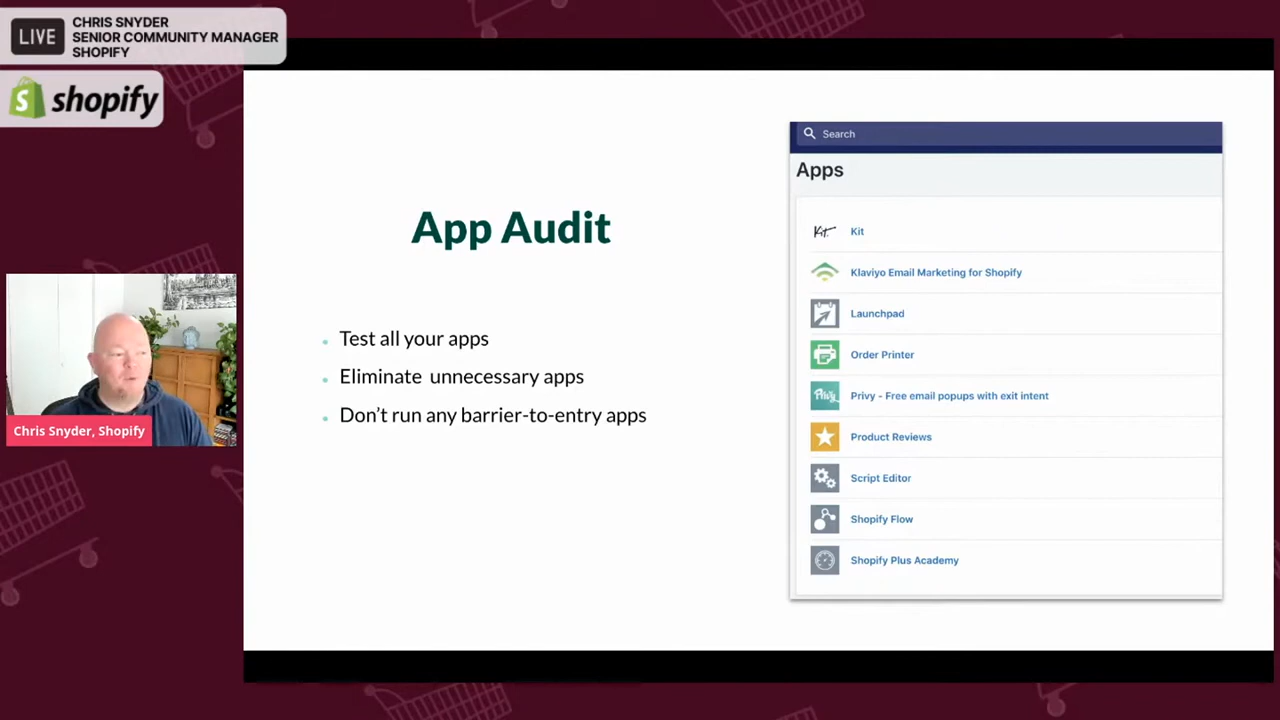 LIVE
CHRIS SNYDER
SENIOR COMMUNITY MANAGER
SHOPIFY
shopify
Chris Snyder, Shopify
App Audit
Test all your apps
Eliminate unnecessary apps
Don’t run any barrier-to-entry apps
Search
Apps
Kit
Kit
Klaviyo Email Marketing for Shopify
Launchpad
Order Printer
Privy
Privy - Free email popups with exit intent
Product Reviews
Script Editor
Shopify Flow
Shopify Plus Academy